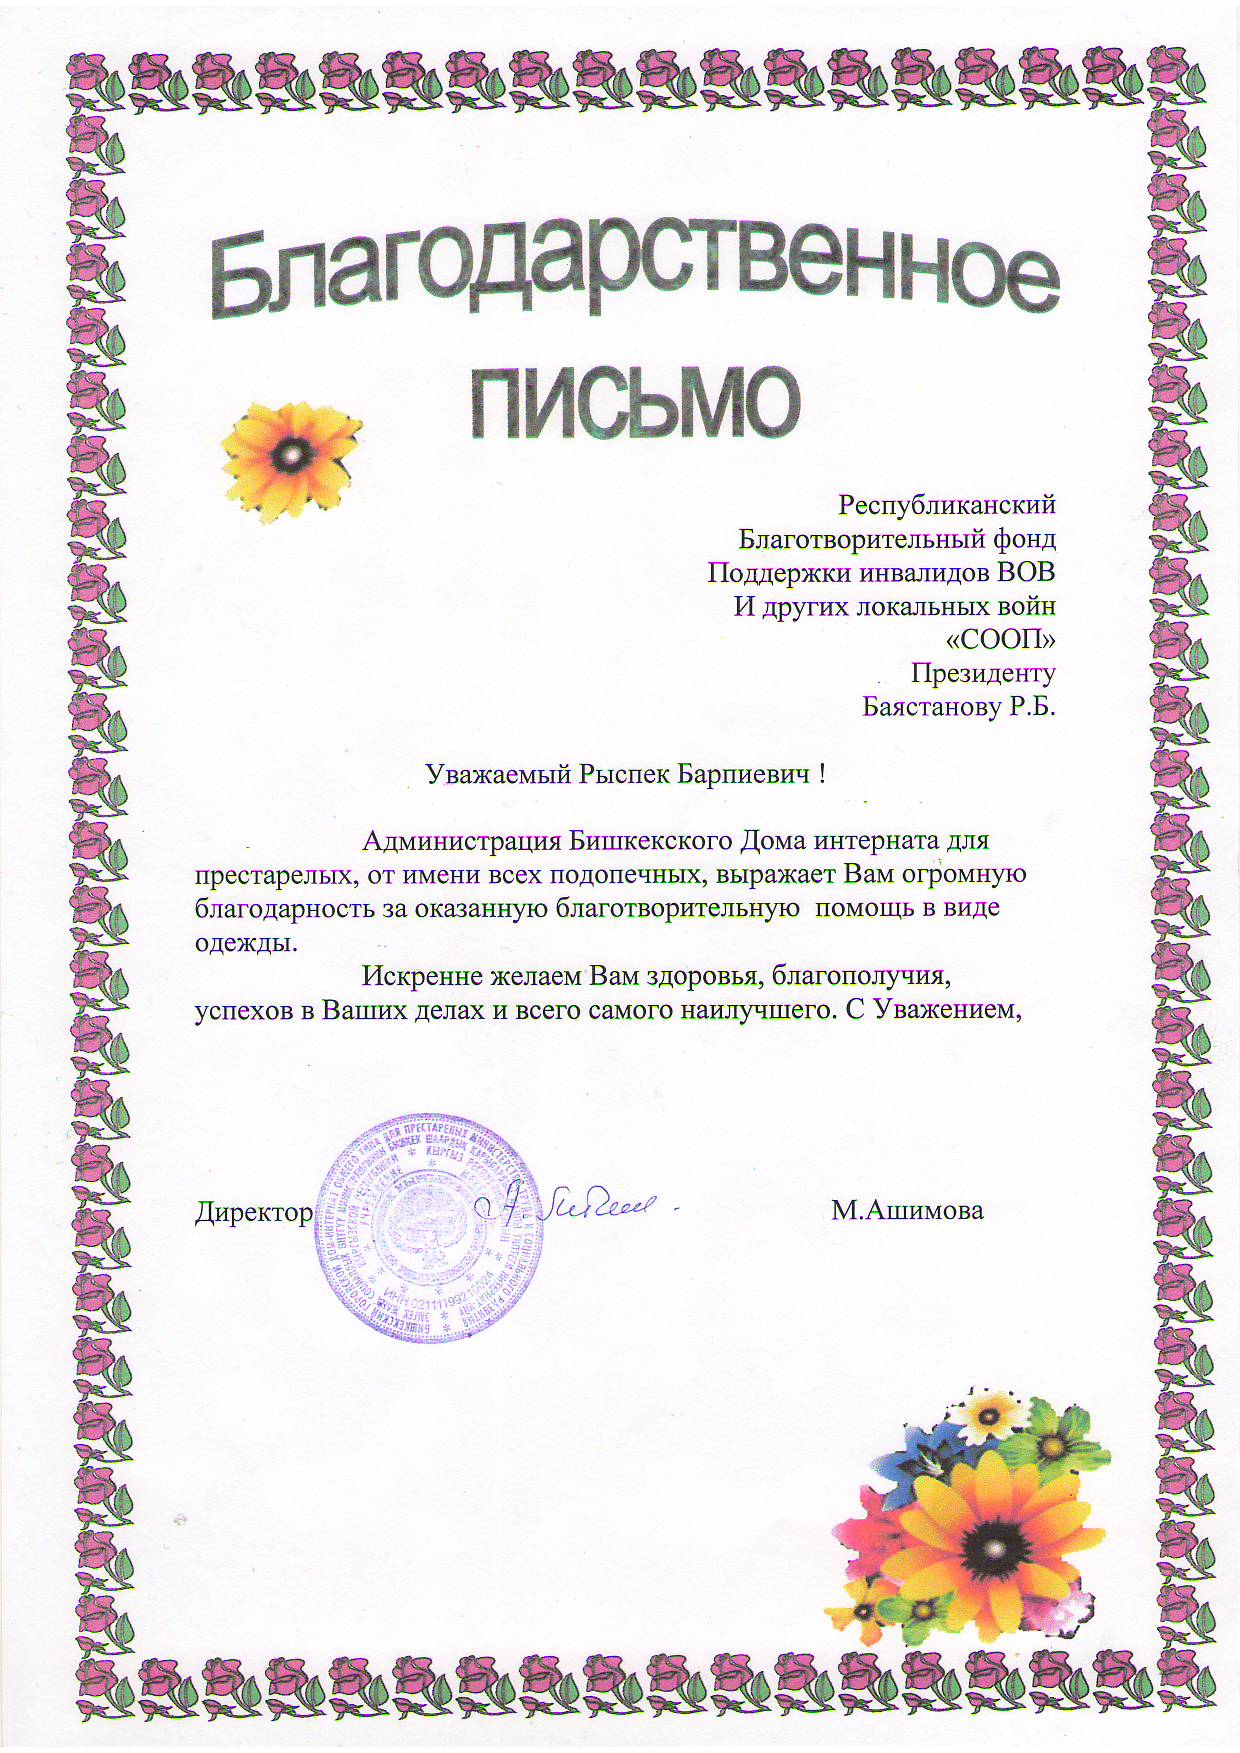 Благодарственное
письмо
Республиканский
Благотворительный фонд
Поддержки инвалидов ВОВ
И других локальных войн
«СООП»
Президенту
Баястанову Р.Б.
Уважаемый Рыспек Барпиевич !
Администрация Бишкекского Дома интерната для
престарелых, от имени всех подопечных, выражает Вам огромную
благодарность за оказанную благотворительную помощь в виде
одежды.
Искренне желаем Вам здоровья, благополучия,
успехов в Ваших делах и всего самого наилучшего. С Уважением,
Директор
М.Ашимова